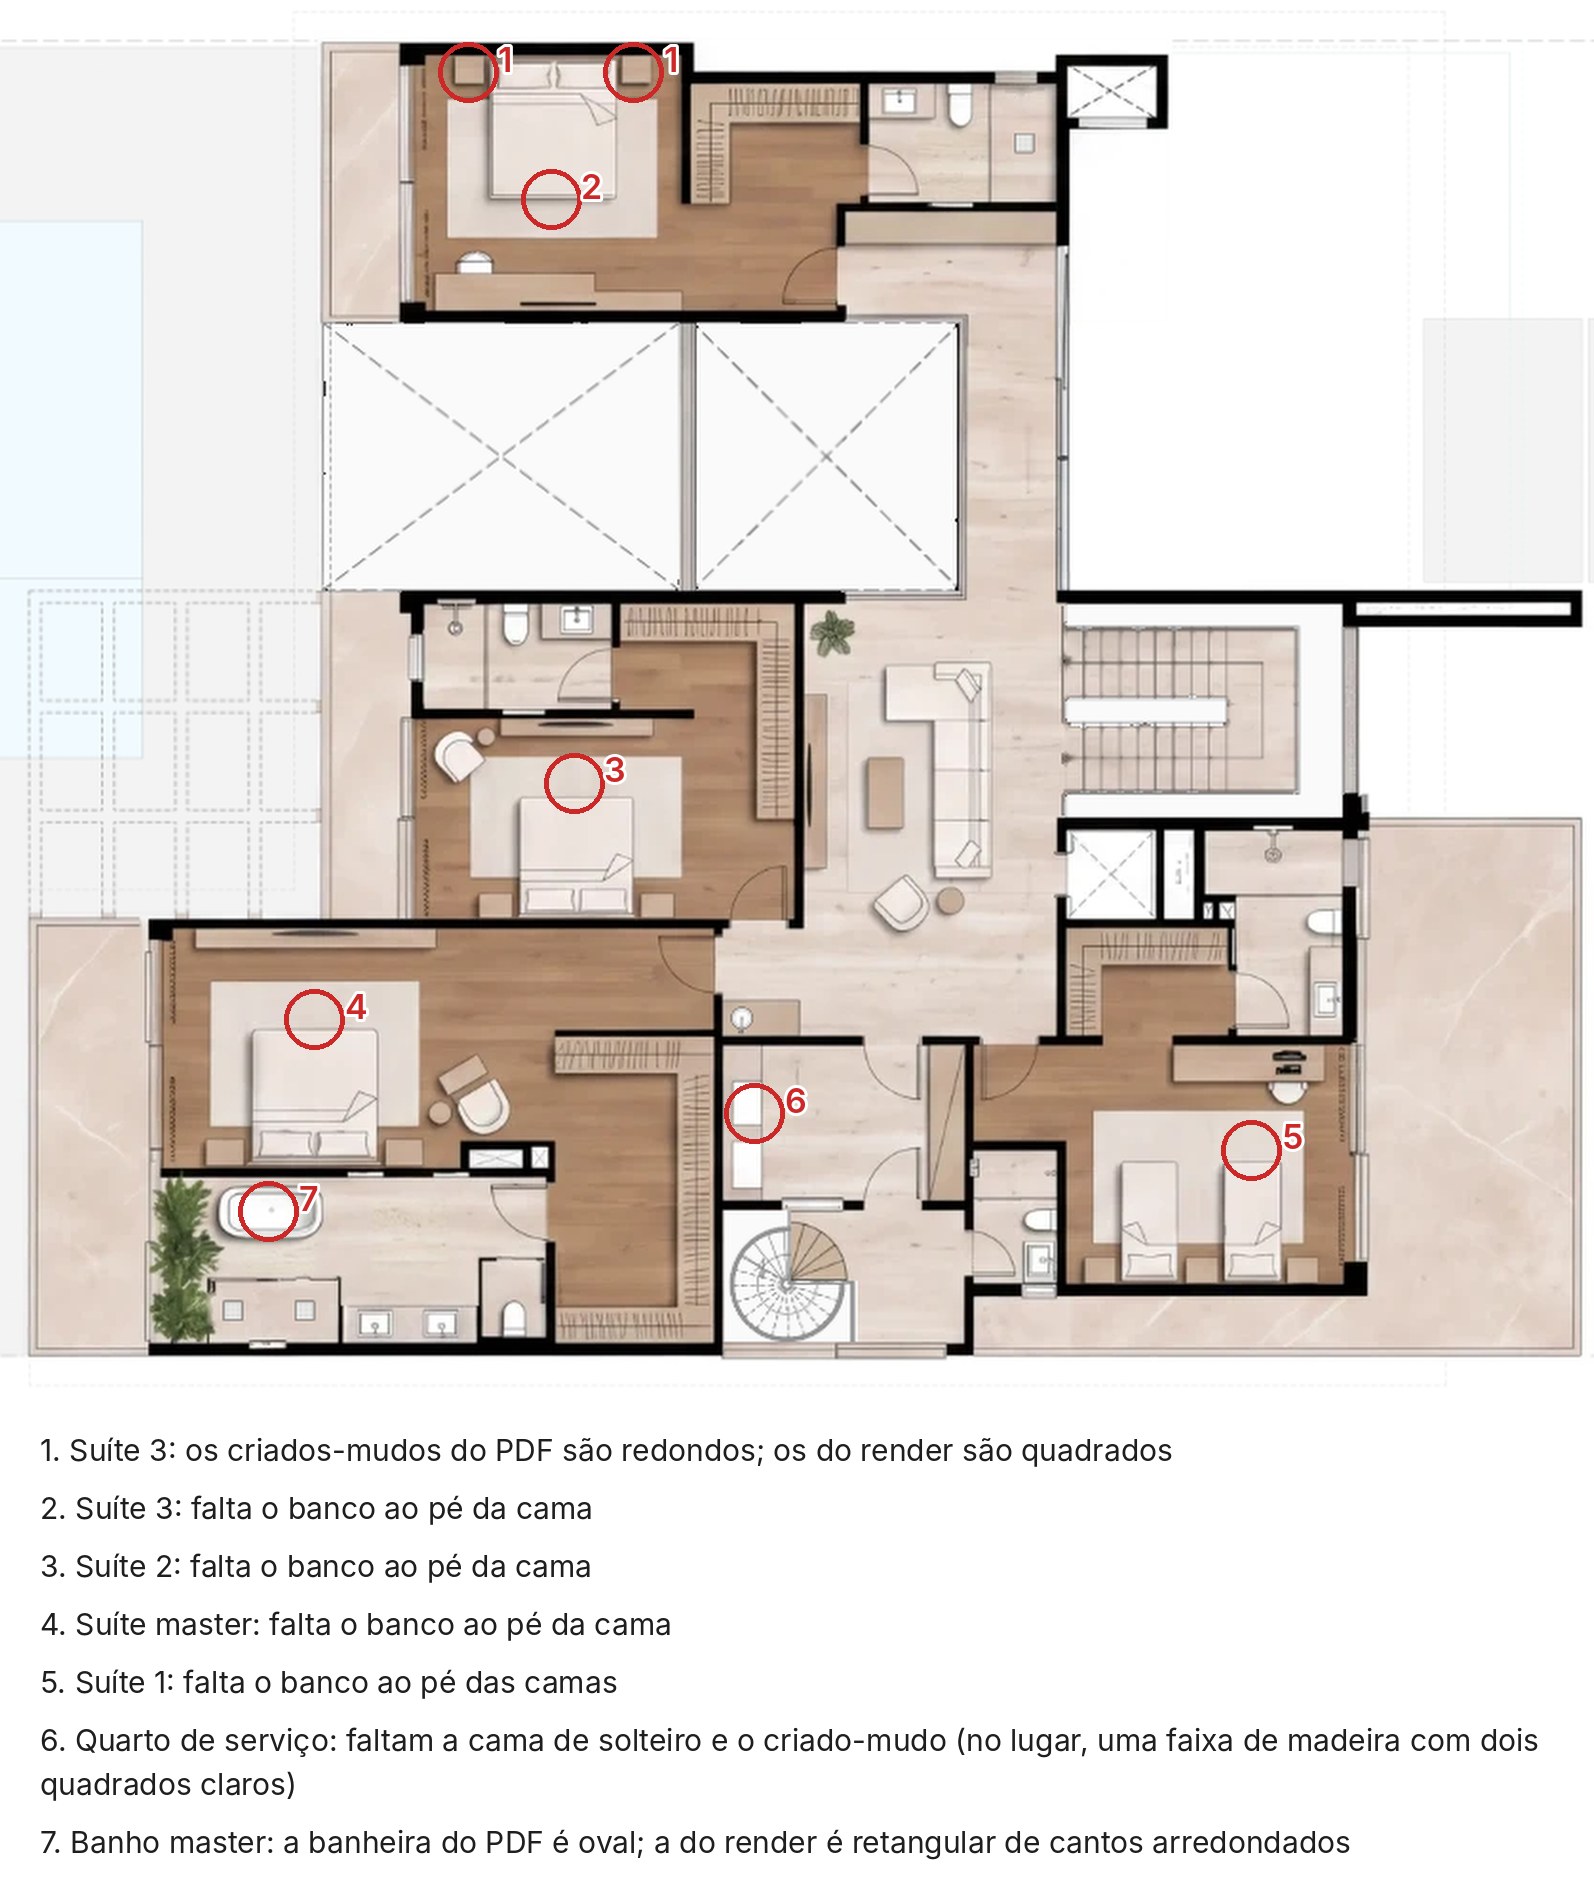 1
1
2
3
4
5
6
7
1. Suíte 3: os criados-mudos do PDF são redondos; os do render são quadrados
2. Suíte 3: falta o banco ao pé da cama
3. Suíte 2: falta o banco ao pé da cama
4. Suíte master: falta o banco ao pé da cama
5. Suíte 1: falta o banco ao pé das camas
6. Quarto de serviço: faltam a cama de solteiro e o criado-mudo (no lugar, uma faixa de madeira com dois
quadrados claros)
7. Banho master: a banheira do PDF é oval; a do render é retangular de cantos arredondados